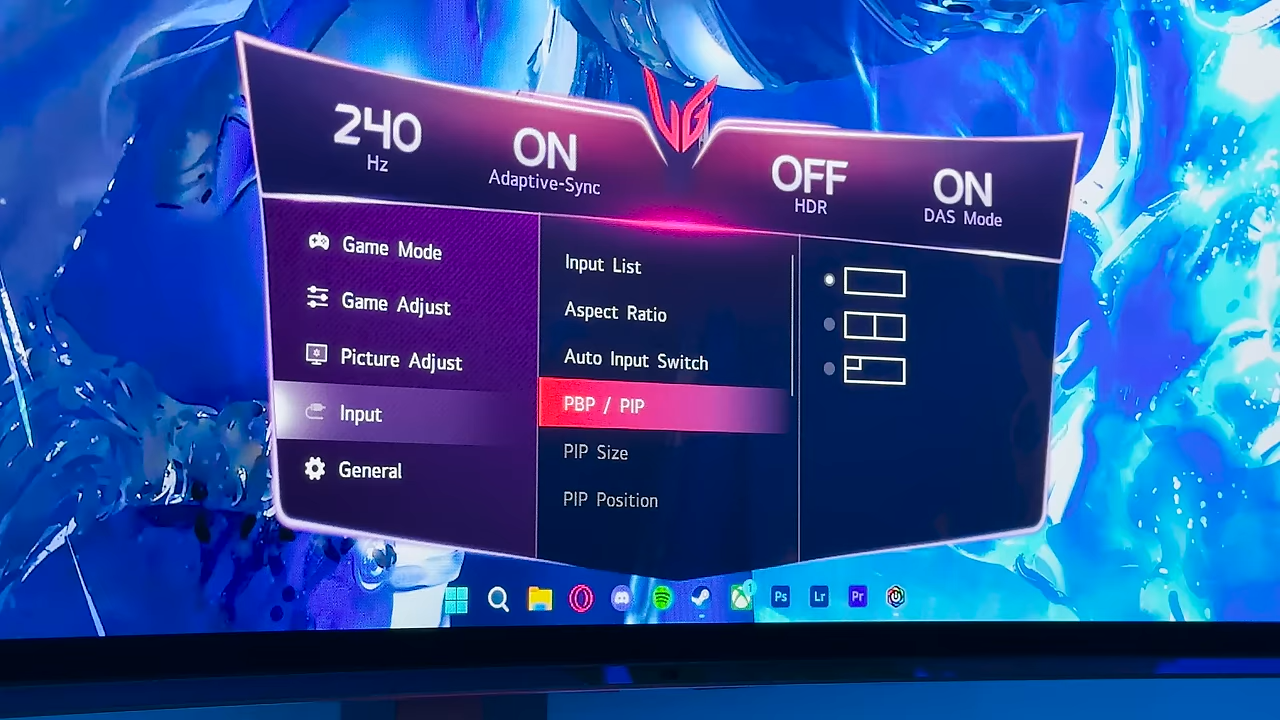 UG
240
Hz
ON
Adaptive-Sync
OFF
HDR
ON
DAS Mode
Game Mode
Game Adjust
Picture Adjust
Input
General
Input List
Aspect Ratio
Auto Input Switch
PBP / PIP
PIP Size
PIP Position
Ps
Lr
Pr